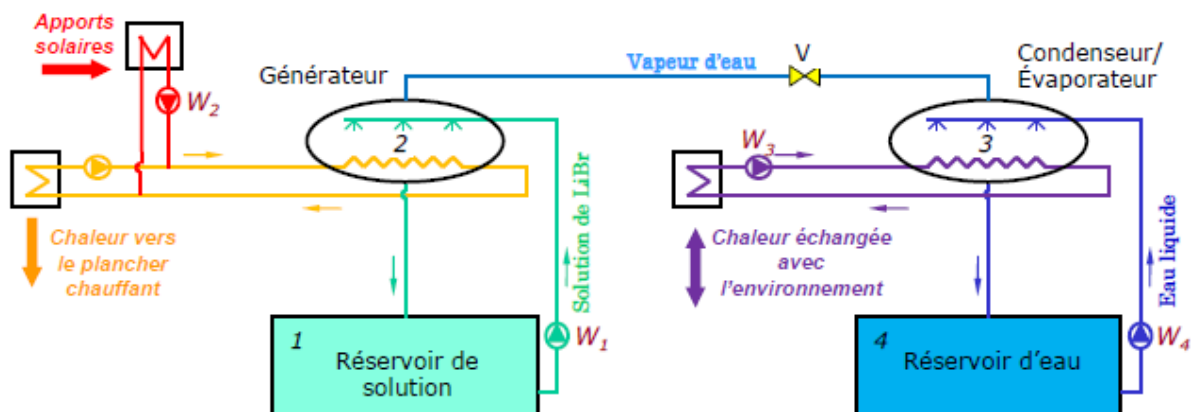 Apports
solaires
W2
Générateur
Vapeur d'eau
V
Condenseur/
Évaporateur
2
3
W3
Chaleur vers
le plancher
chauffant
Solution de LiBr
Chaleur échangée
avec
l'environnement
Eau liquide
1
Réservoir de
solution
W1
4
Réservoir d'eau
W4